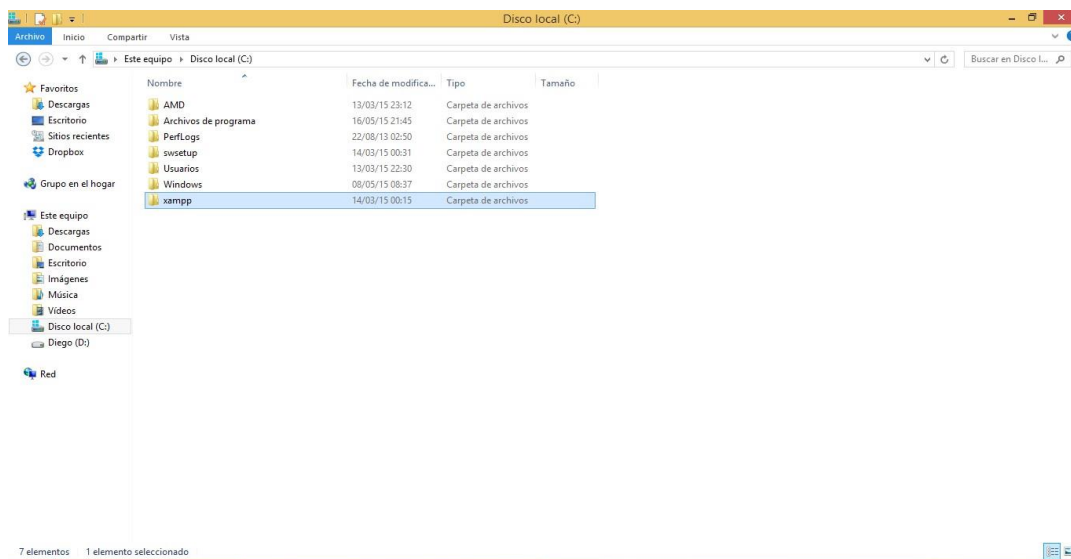 Disco local (C:)
Archivo Inicio Compartir Vista
Este equipo Disco local (C:)
Buscar en Disco l...
Favoritos
Descargas
Escritorio
Sitios recientes
Dropbox
Grupo en el hogar
Este equipo
Descargas
Documentos
Escritorio
Imágenes
Música
Vídeos
Disco local (C:)
Diego (D:)
Red
Nombre Fecha de modifica... Tipo Tamaño
AMD 13/03/15 23:12 Carpeta de archivos
Archivos de programa 16/05/15 21:45 Carpeta de archivos
PerfLogs 22/08/13 02:50 Carpeta de archivos
swsetup 14/03/15 00:31 Carpeta de archivos
Usuarios 13/03/15 22:30 Carpeta de archivos
Windows 08/05/15 08:37 Carpeta de archivos
xampp 14/03/15 00:15 Carpeta de archivos
7 elementos 1 elemento seleccionado